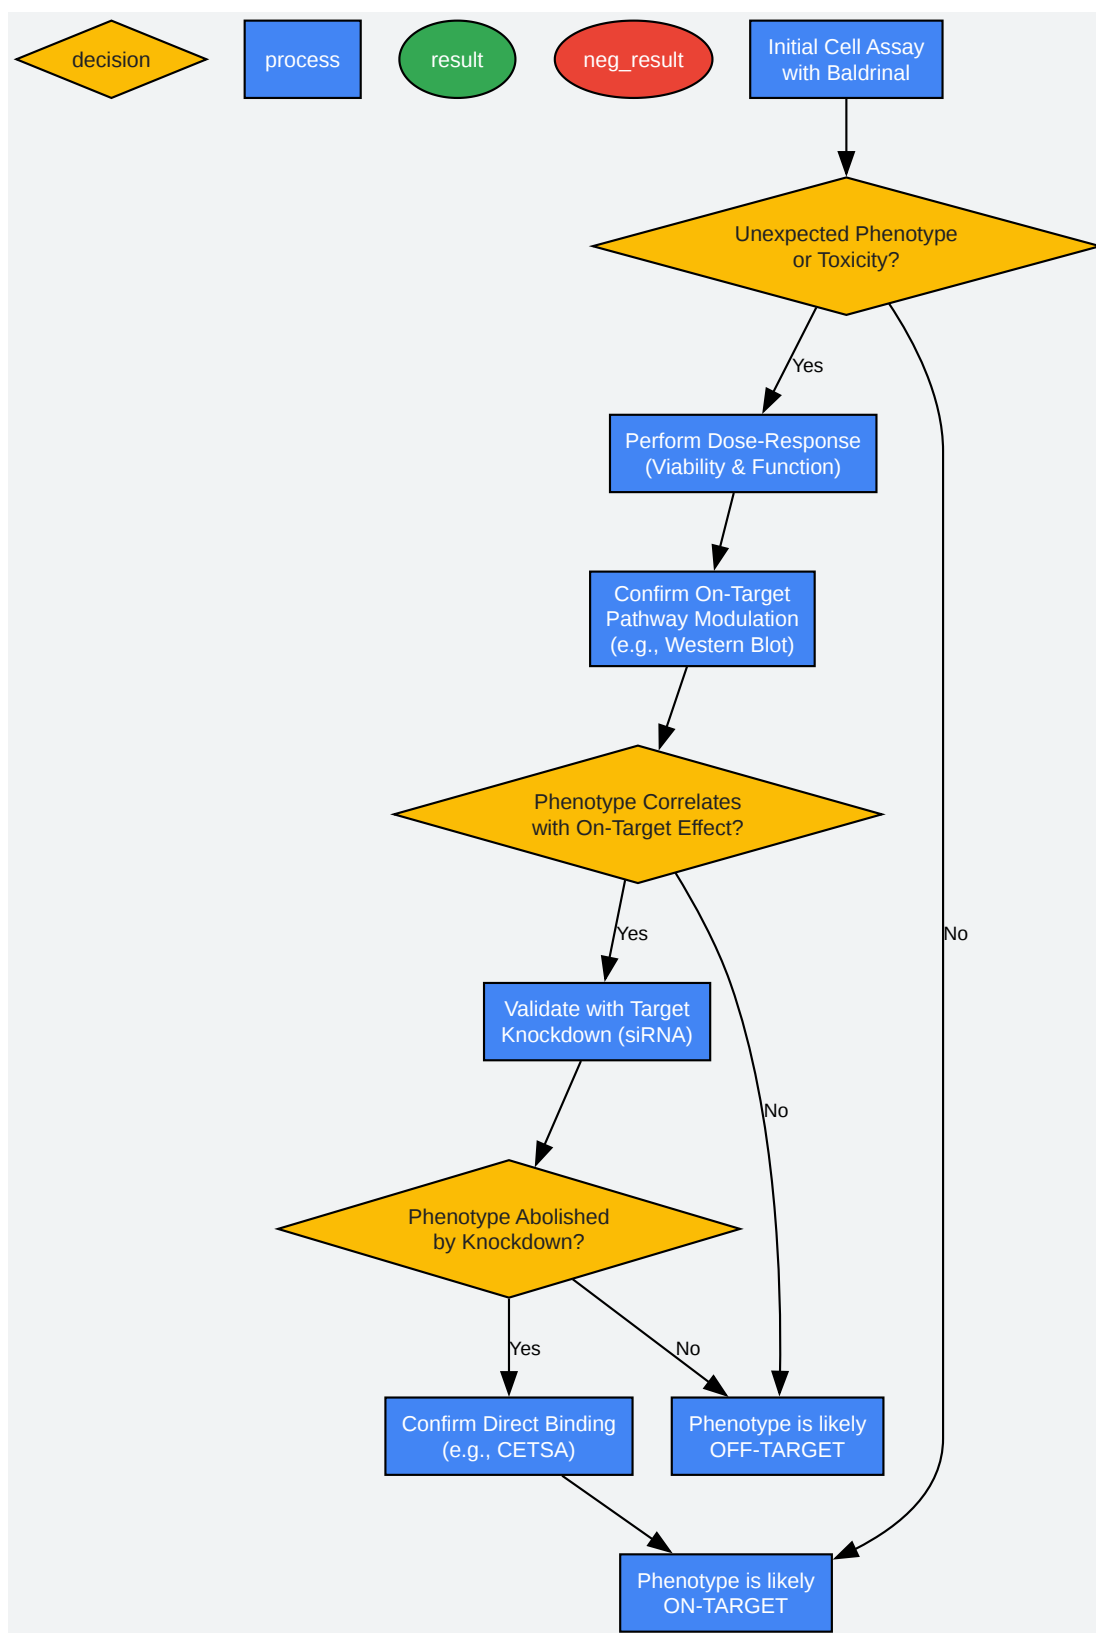 decision
process
result
neg_result
Initial Cell Assay
with Baldrinal
Unexpected Phenotype
or Toxicity?
Yes
Perform Dose-Response
(Viability & Function)
Confirm On-Target
Pathway Modulation
(e.g., Western Blot)
Phenotype Correlates
with On-Target Effect?
Yes
No
Validate with Target
Knockdown (siRNA)
No
Phenotype Abolished
by Knockdown?
Yes
No
Confirm Direct Binding
(e.g., CETSA)
Phenotype is likely
OFF-TARGET
Phenotype is likely
ON-TARGET